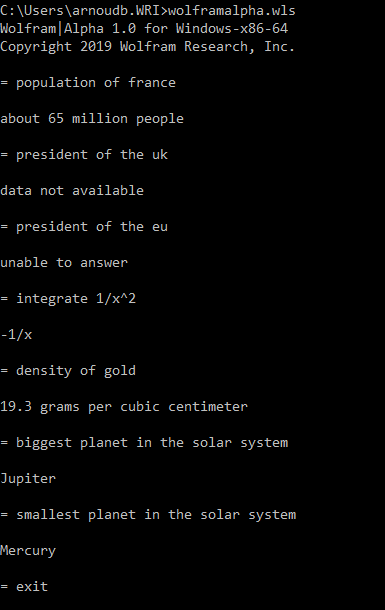 C:\Users\arnoudb.WRI>wolframalpha.wls
Wolfram|Alpha 1.0 for Windows-x86-64
Copyright 2019 Wolfram Research, Inc.
= population of france
about 65 million people
= president of the uk
data not available
= president of the eu
unable to answer
= integrate 1/x^2
-1/x
= density of gold
19.3 grams per cubic centimeter
= biggest planet in the solar system
Jupiter
= smallest planet in the solar system
Mercury
= exit